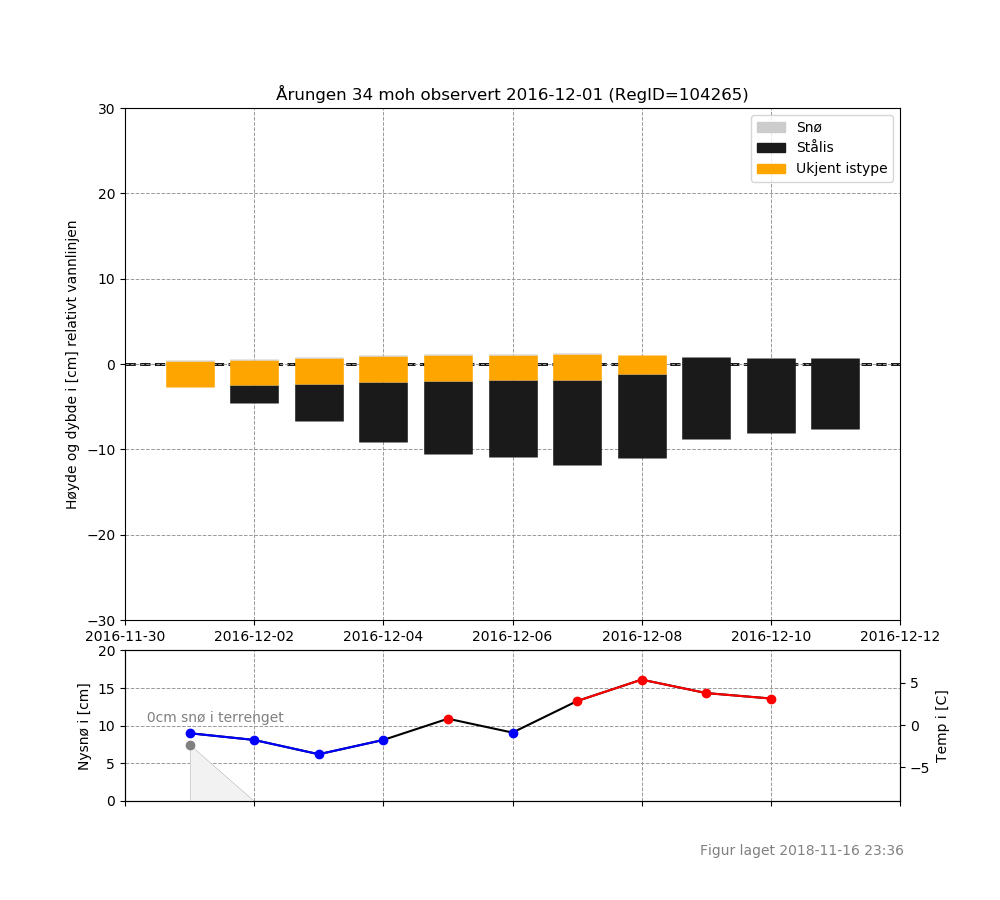 Årungen 34 moh observert 2016-12-01 (RegID=104265)
Snø
Stålis
Ukjent istype
Høyde og dybde i [cm] relativt vannlinjen
30
20
10
0
−10
−20
−30
2016-11-30 2016-12-02 2016-12-04 2016-12-06 2016-12-08 2016-12-10 2016-12-12
Nysnø i [cm]
20
15
10
5
0
0cm snø i terrenget
5
0
−5
Temp i [C]
Figur laget 2018-11-16 23:36